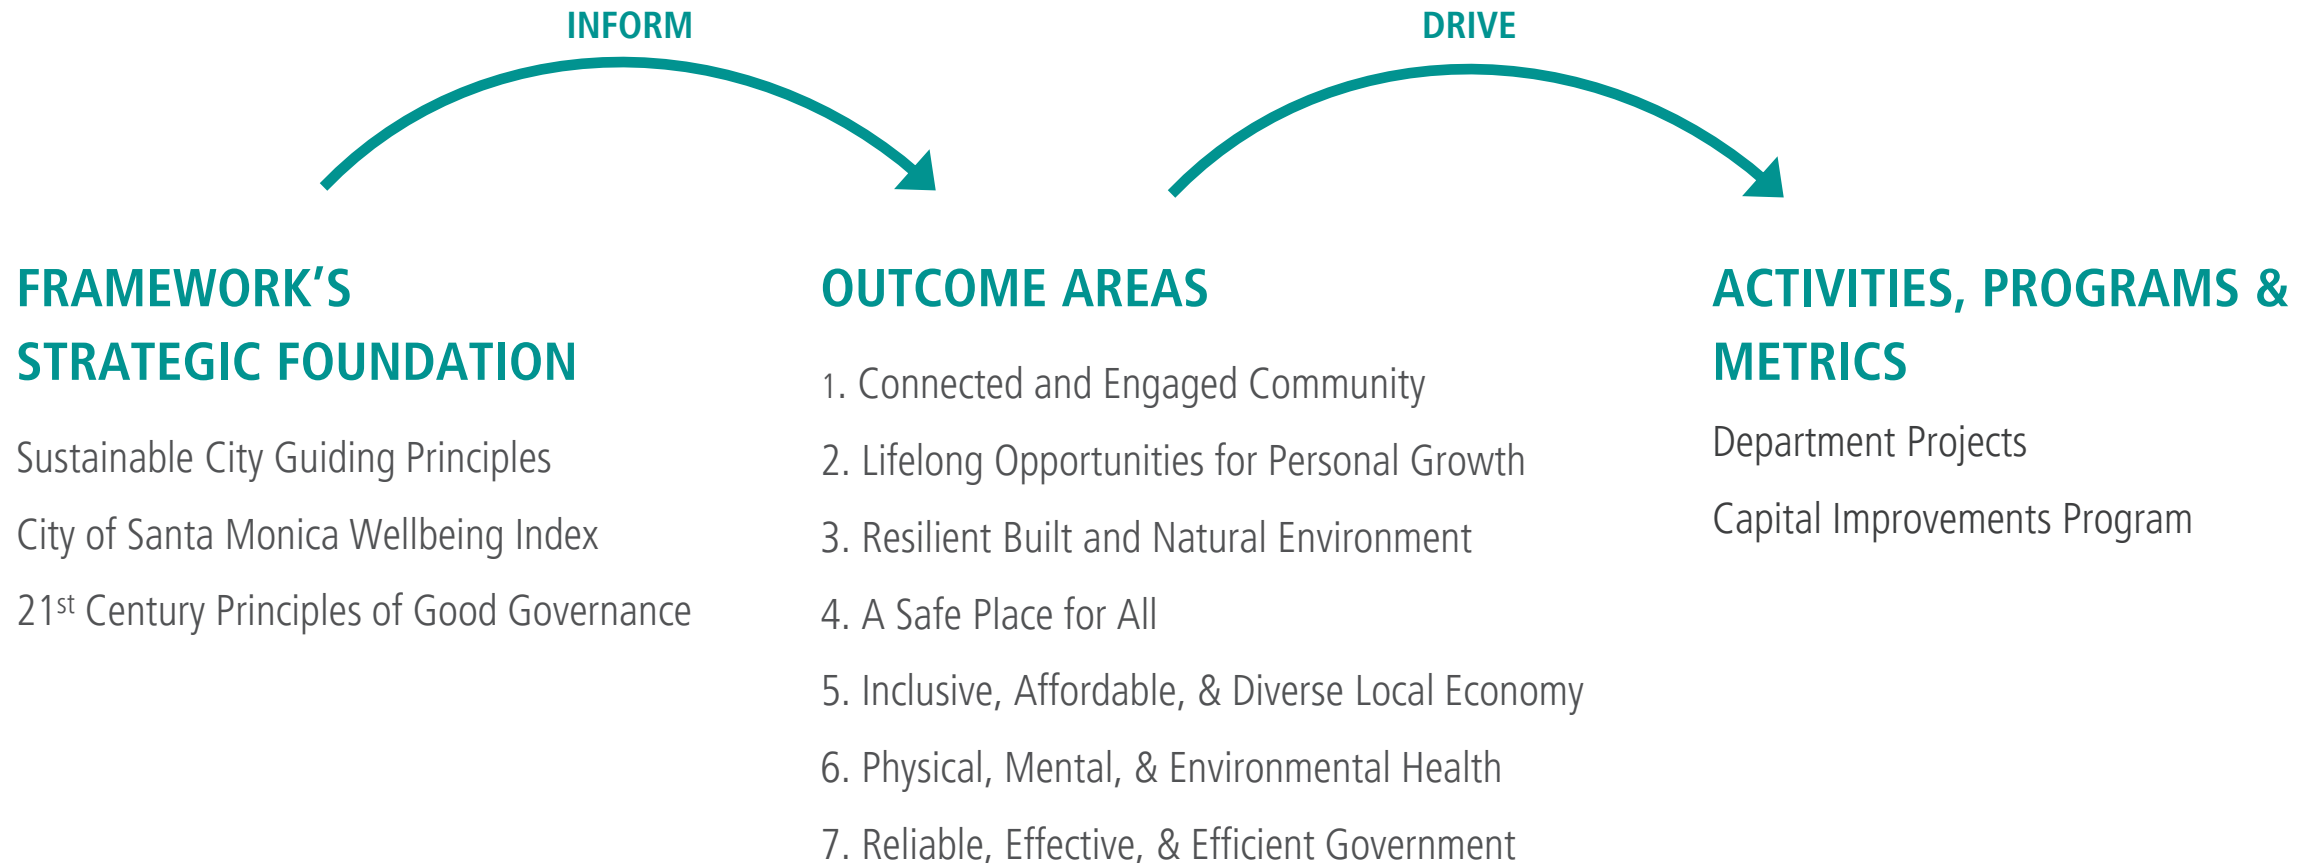 INFORM
DRIVE
FRAMEWORK’S
STRATEGIC FOUNDATION
Sustainable City Guiding Principles
City of Santa Monica Wellbeing Index
21st Century Principles of Good Governance
OUTCOME AREAS
1. Connected and Engaged Community
2. Lifelong Opportunities for Personal Growth
3. Resilient Built and Natural Environment
4. A Safe Place for All
5. Inclusive, Affordable, & Diverse Local Economy
6. Physical, Mental, & Environmental Health
7. Reliable, Effective, & Efficient Government
ACTIVITIES, PROGRAMS &
METRICS
Department Projects
Capital Improvements Program